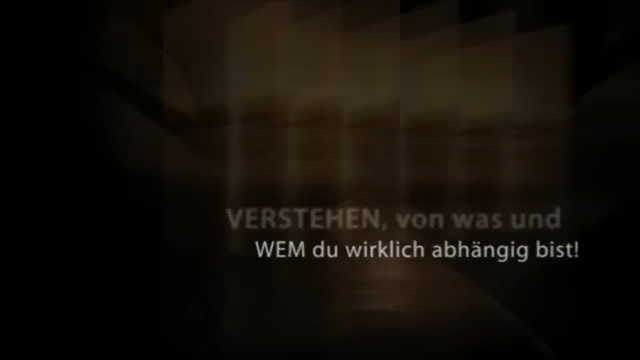 VERSTEHEN, von was und
WEM du wirklich abhängig bist!